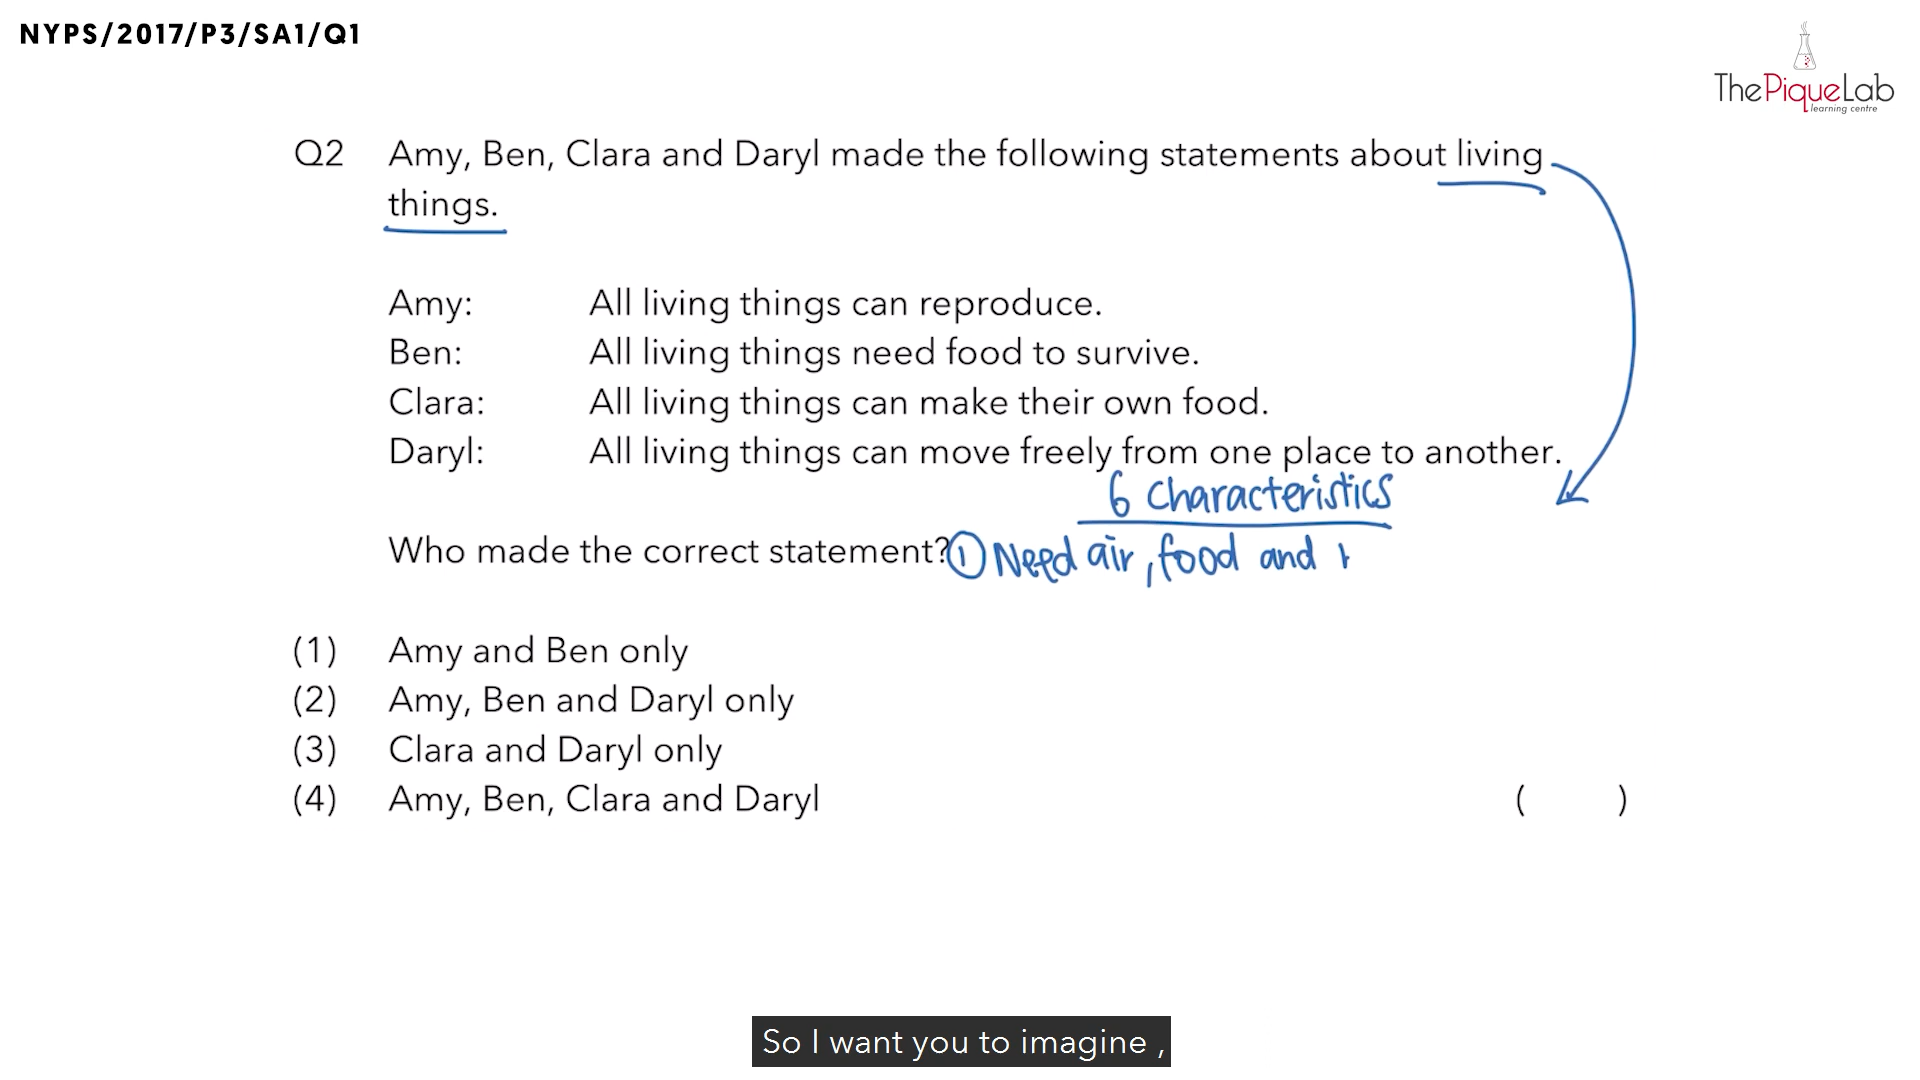 NYPS/2017/P3/SA1/Q1
ThePiqueLab
learning centre
Q2 Amy, Ben, Clara and Daryl made the following statements about living
things.
Amy: All living things can reproduce.
Ben: All living things need food to survive.
Clara: All living things can make their own food.
Daryl: All living things can move freely from one place to another.
6 Characteristics
Who made the correct statement?
① Need air, food and
(1) Amy and Ben only
(2) Amy, Ben and Daryl only
(3) Clara and Daryl only
(4) Amy, Ben, Clara and Daryl ( )
So I want you to imagine ,